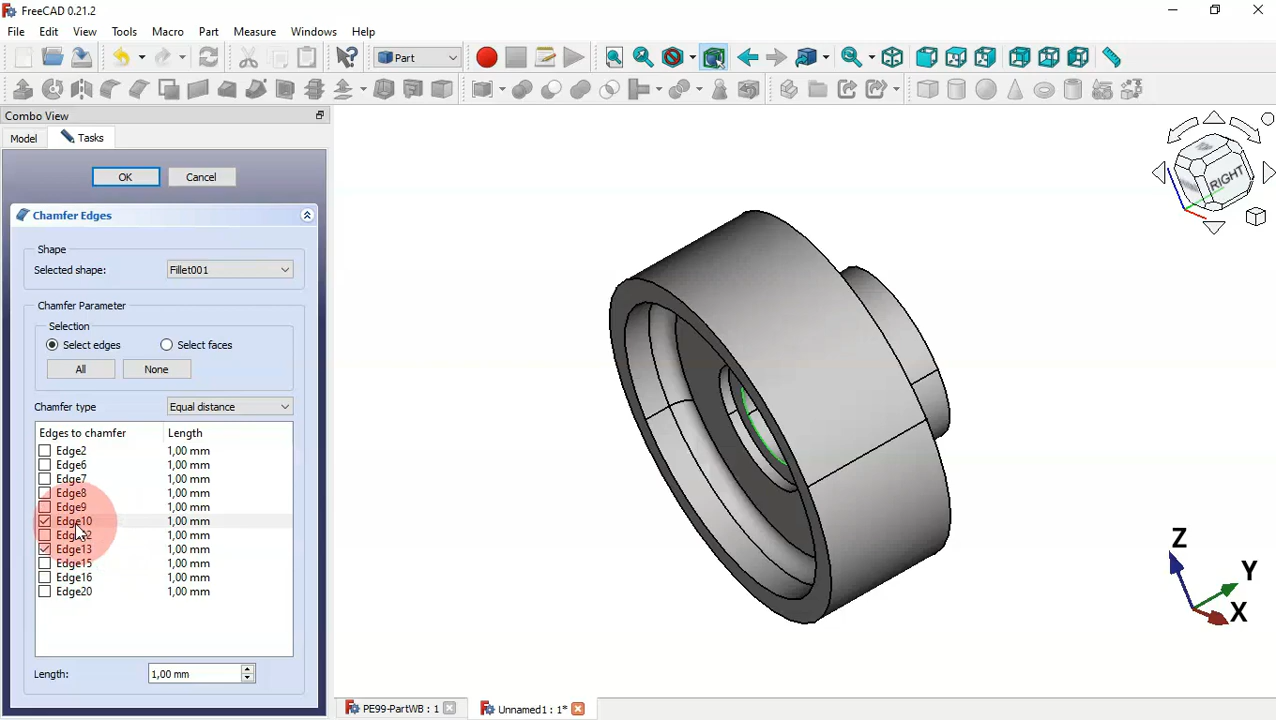 FreeCAD 0.21.2
File Edit View Tools Macro Part Measure Windows Help
Part
Combo View
Model Tasks
OK Cancel
Chamfer Edges
Shape
Selected shape: Fillet001
Chamfer Parameter
Selection
Select edges Select faces
All None
Chamfer type Equal distance
Edges to chamfer Length
Edge2 1,00 mm
Edge6 1,00 mm
Edge7 1,00 mm
Edge8 1,00 mm
Edge9 1,00 mm
Edge10 1,00 mm
1,00 mm
Edge13 1,00 mm
Edge15 1,00 mm
Edge16 1,00 mm
Edge20 1,00 mm
Length: 1,00 mm
RIGHT
Z
Y
X
PE99-PartWB : 1 Unnamed1 : 1*